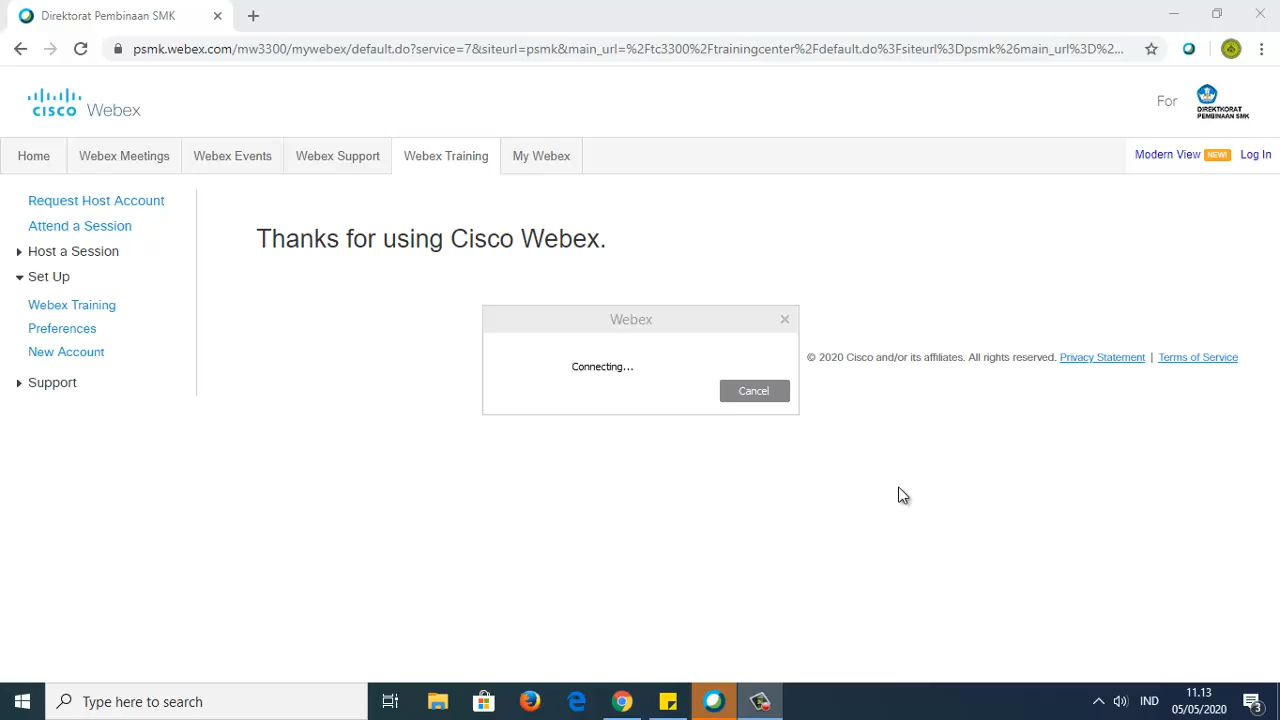 Direktorat Pembinaan SMK
psmk.webex.com/mw3300/mywebex/default.do?service=7&siteurl=psmk&main_url=%2Ftc3300%2Ftrainingcenter%2Fdefault.do%3Fsiteurl%3Dpsmk%26main_url%3D%2...
cisco Webex
For
DIREKTKORAT
PEMBINAAN SMK
Home
Webex Meetings
Webex Events
Webex Support
Webex Training
My Webex
Modern View NEW!
Log In
Request Host Account
Attend a Session
Host a Session
Set Up
Webex Training
Preferences
New Account
Support
Thanks for using Cisco Webex.
Webex
Connecting...
Cancel
© 2020 Cisco and/or its affiliates. All rights reserved. Privacy Statement | Terms of Service
Type here to search
IND
11.13
05/05/2020
3